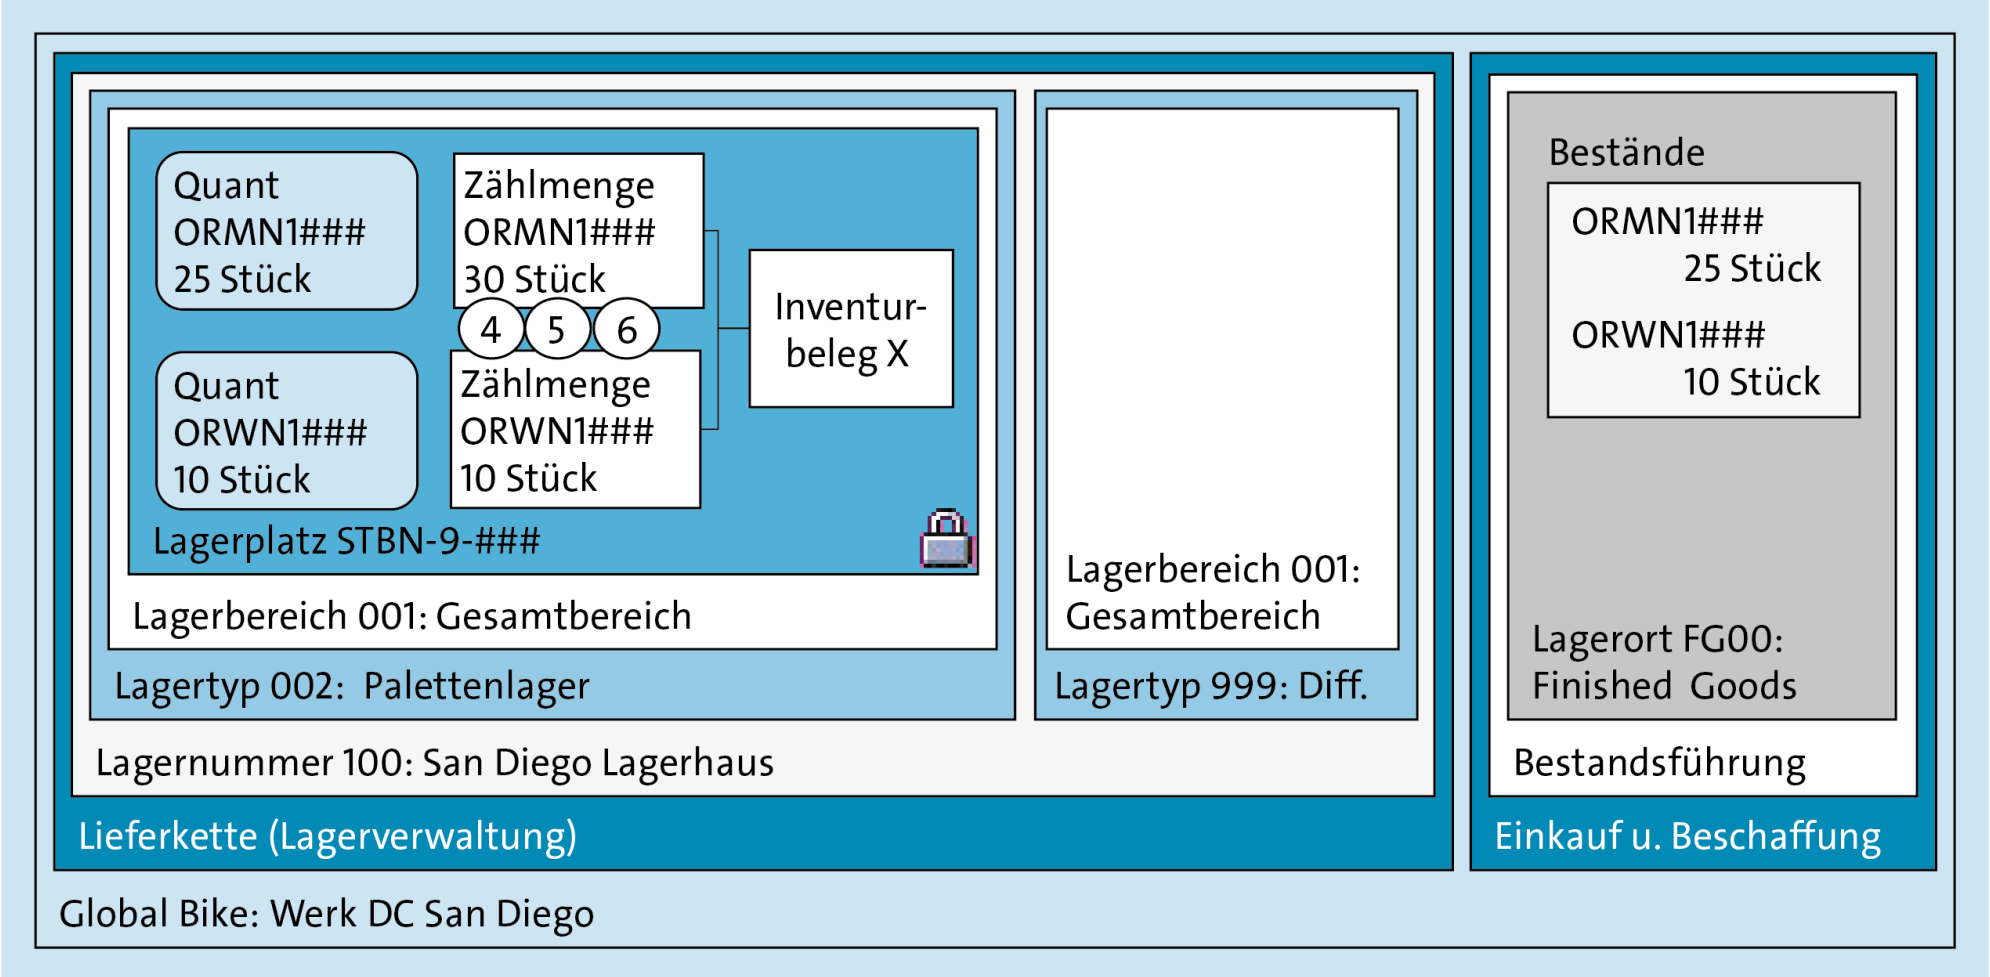 Quant
ORMN1###
25 Stück
Zählmenge
ORMN1###
30 Stück
4 5 6
Quant
ORWN1###
10 Stück
Zählmenge
ORWN1###
10 Stück
Inventur-
beleg X
Lagerplatz STBN-9-###
Lagerbereich 001: Gesamtbereich
Lagertyp 002: Palettenlager
Lagerbereich 001:
Gesamtbereich
Lagertyp 999: Diff.
Lagernummer 100: San Diego Lagerhaus
Lieferkette (Lagerverwaltung)
Bestände
ORMN1###
25 Stück
ORWN1###
10 Stück
Lagerort FG00:
Finished Goods
Bestandsführung
Einkauf u. Beschaffung
Global Bike: Werk DC San Diego